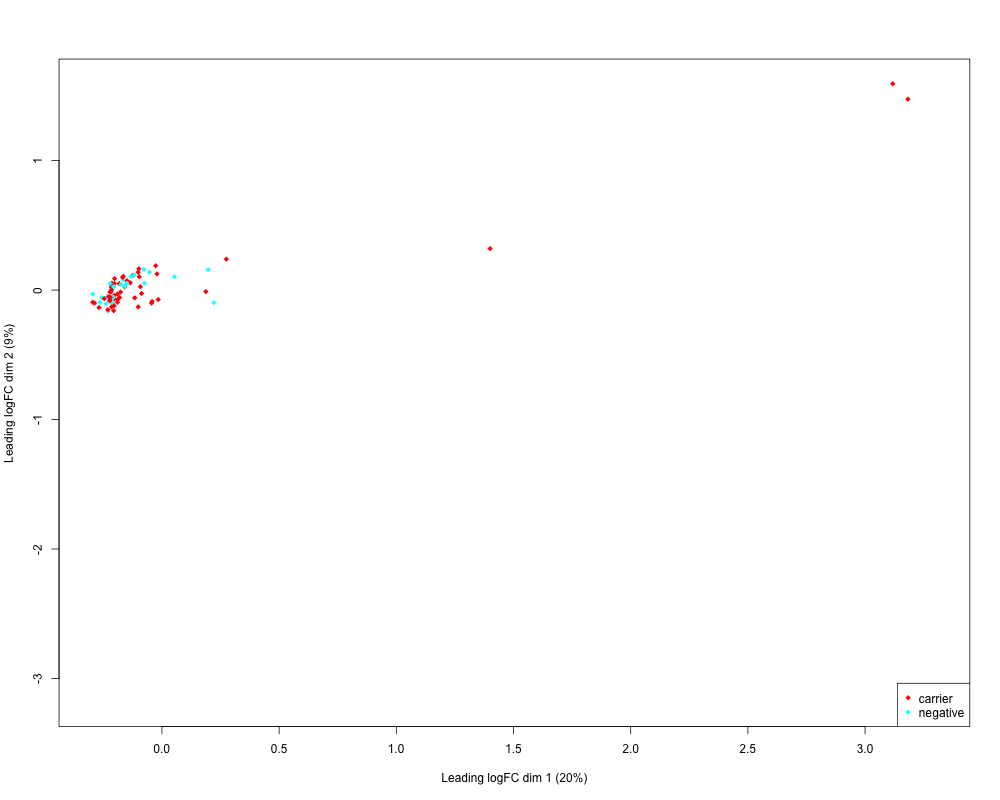 1
0
-1
-2
-3
Leading logFC dim 2 (9%)
0.0 0.5 1.0 1.5 2.0 2.5 3.0
Leading logFC dim 1 (20%)
carrier
negative